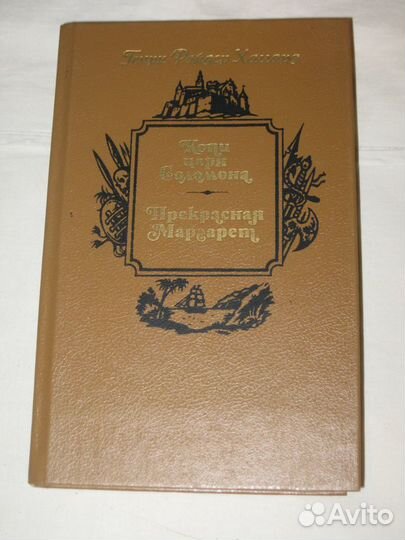 Генри Райдер Хаггард
Копи
царя
Соломона
Прекрасная
Маргарет
Avito